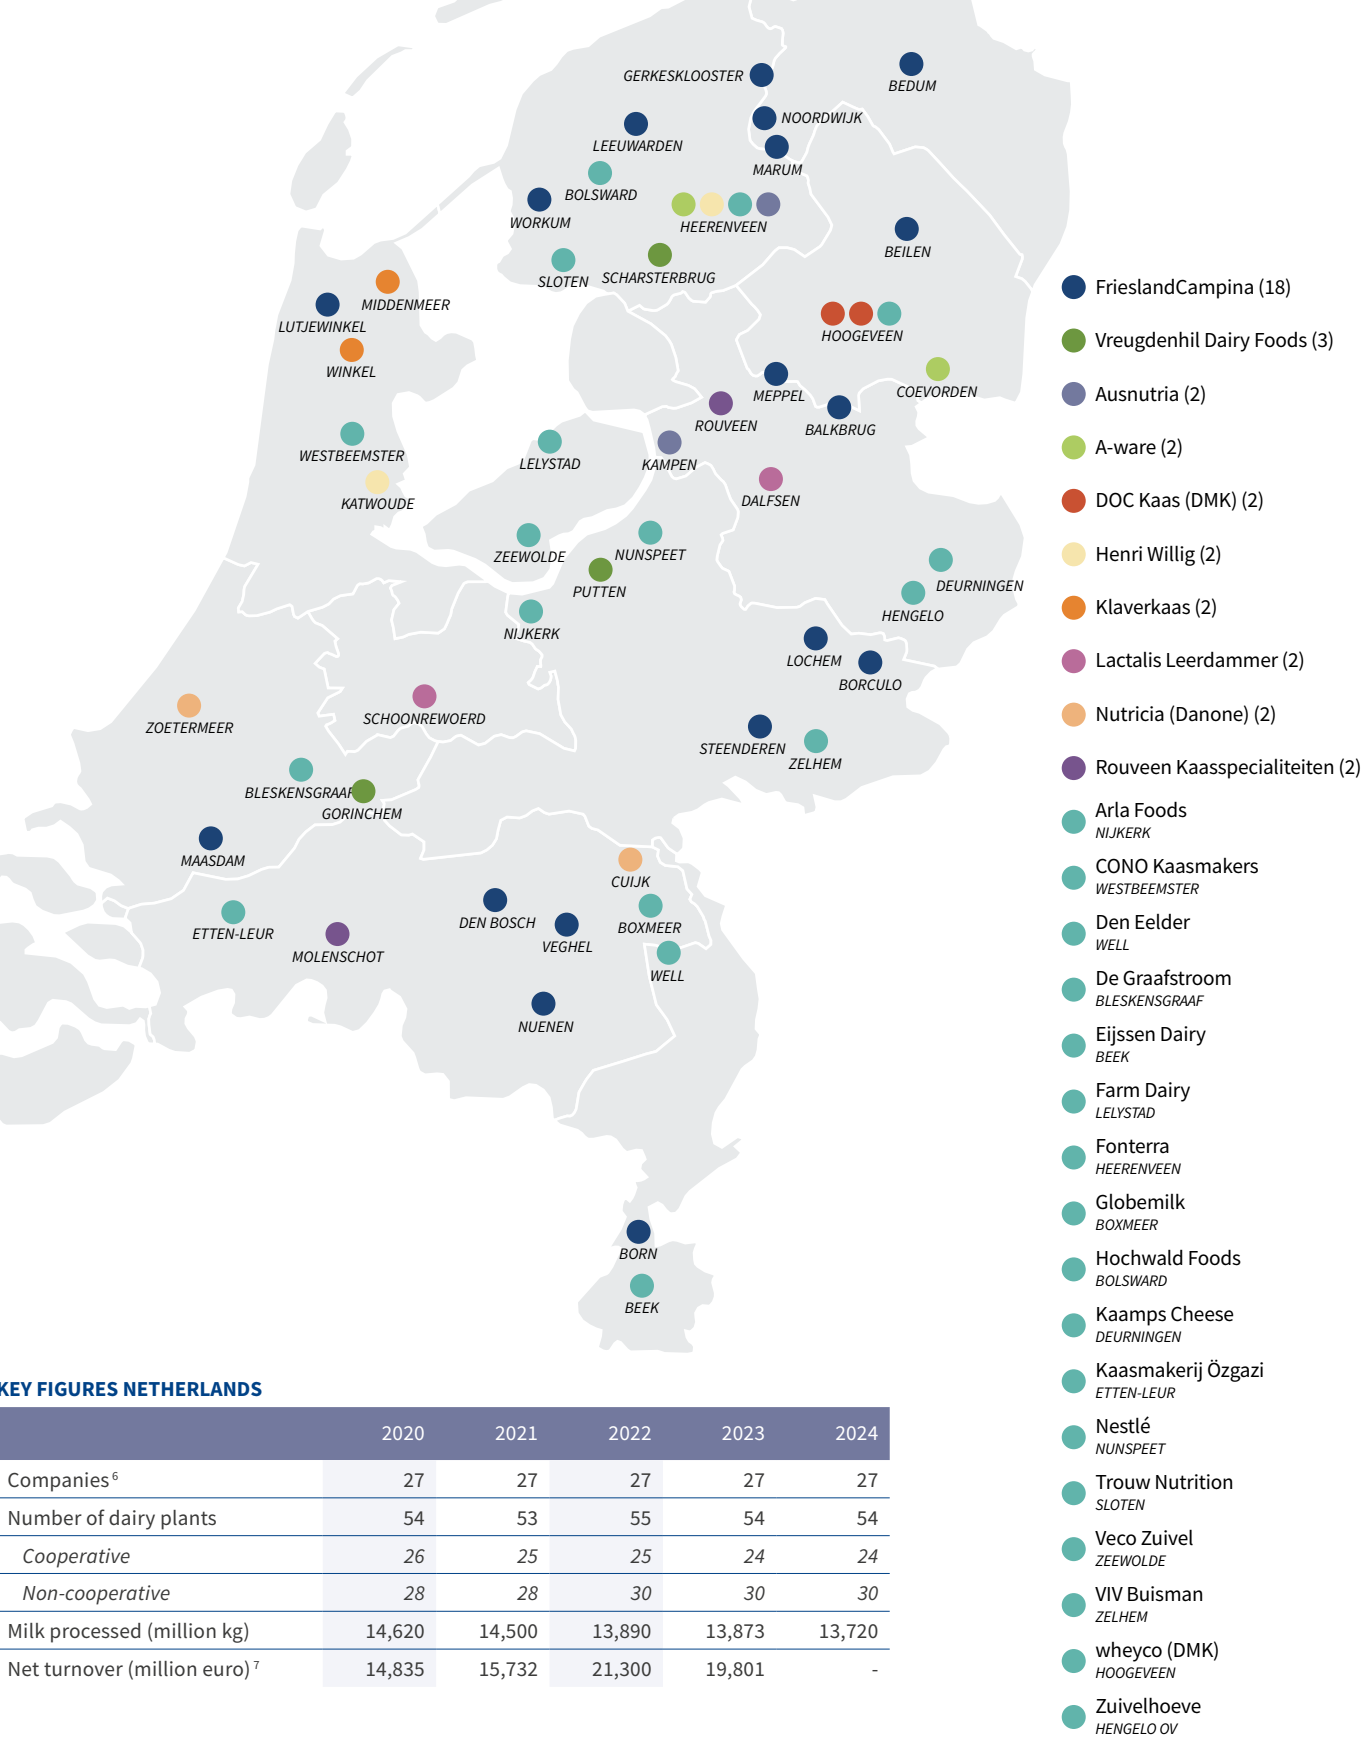 GERKESKLOOSTER
BEDUM
NOORDWIJK
LEEUWARDEN
MARUM
BOLSWARD
WORKUM
HEERENVEEN
BEILEN
SLOTEN
SCHARSTERBRUG
MIDDENMEER
LUTJEWINKEL
HOOGEVEEN
WINKEL
MEPPEL
COEVORDEN
ROUVEEN
BALKBRUG
WESTBEEMSTER
LELYSTAD
KAMPEN
KATWOUDE
DALFSEN
ZEEWOLDE
NUNSPEET
PUTTEN
DEURNINGEN
HENGELO
NIJKERK
LOCHEM
BORCULO
SCHOONREWOERD
ZOETERMEER
STEENDEREN
ZELHEM
BLESKENSGRAAF
GORINCHEM
MAASDAM
CUIJK
DEN BOSCH
BOXMEER
ETTEN-LEUR
VEGHEL
MOLENSCHOT
WELL
NUENEN
BORN
BEEK
FrieslandCampina (18)
Vreugdenhil Dairy Foods (3)
Ausnutria (2)
A-ware (2)
DOC Kaas (DMK) (2)
Henri Willig (2)
Klaverkaas (2)
Lactalis Leerdammer (2)
Nutricia (Danone) (2)
Rouveen Kaasspecialiteiten (2)
Arla Foods
NIJKERK
CONO Kaasmakers
WESTBEEMSTER
Den Eelder
WELL
De Graafstroom
BLESKENSGRAAF
Eijssen Dairy
BEEK
Farm Dairy
LELYSTAD
Fonterra
HEERENVEEN
Globemilk
BOXMEER
Hochwald Foods
BOLSWARD
Kaamps Cheese
DEURNINGEN
Kaasmakerij Özgazi
ETTEN-LEUR
Nestlé
NUNSPEET
Trouw Nutrition
SLOTEN
Veco Zuivel
ZEEWOLDE
VIV Buisman
ZELHEM
wheyco (DMK)
HOOGEVEEN
Zuivelhoeve
HENGELO OV
KEY FIGURES NETHERLANDS
2020 2021 2022 2023 2024
Companies 6 27 27 27 27 27
Number of dairy plants 54 53 55 54 54
Cooperative 26 25 25 24 24
Non-cooperative 28 28 30 30 30
Milk processed (million kg) 14,620 14,500 13,890 13,873 13,720
Net turnover (million euro) 7 14,835 15,732 21,300 19,801 -